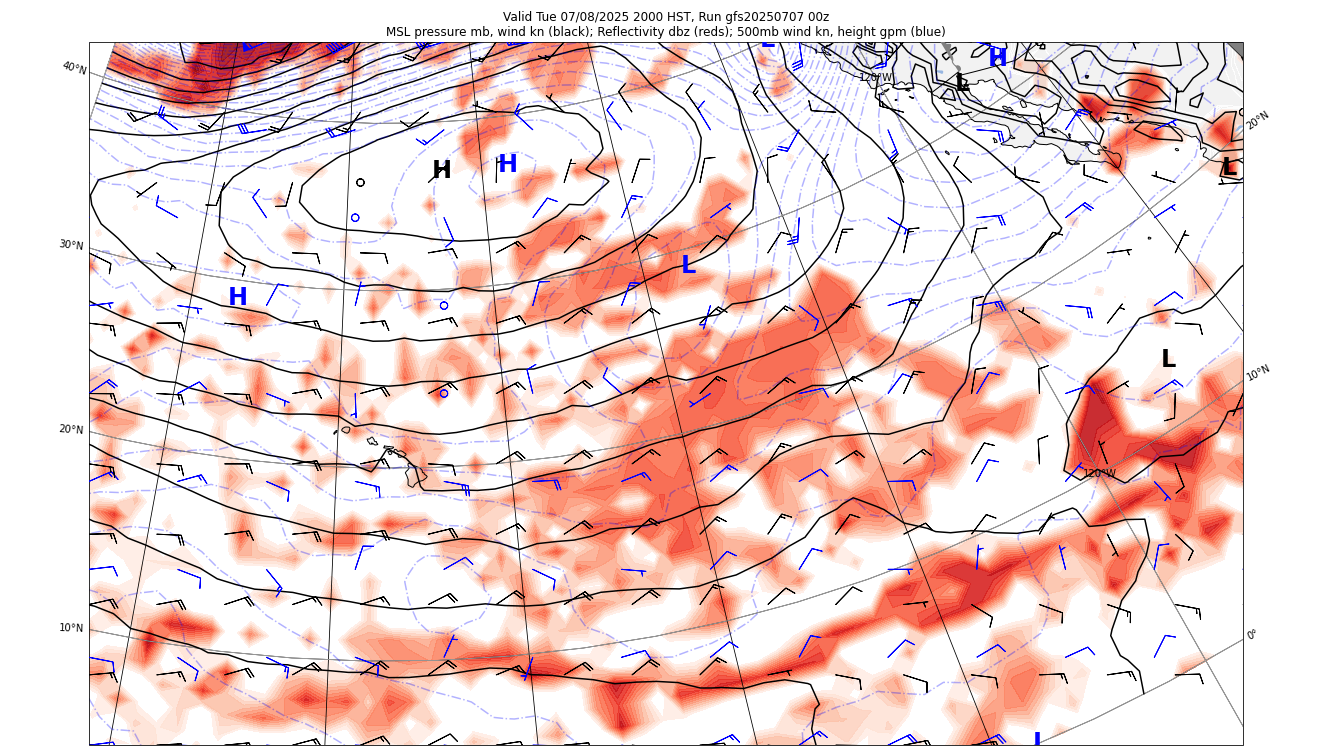 Valid Tue 07/08/2025 2000 HST, Run gfs20250707 00z
MSL pressure mb, wind kn (black); Reflectivity dbz (reds); 500mb wind kn, height gpm (blue)
L
H
40°N
120°W
L
20°N
H
H
L
30°N
L
H
L
10°N
20°N
120°W
10°N
0°
L